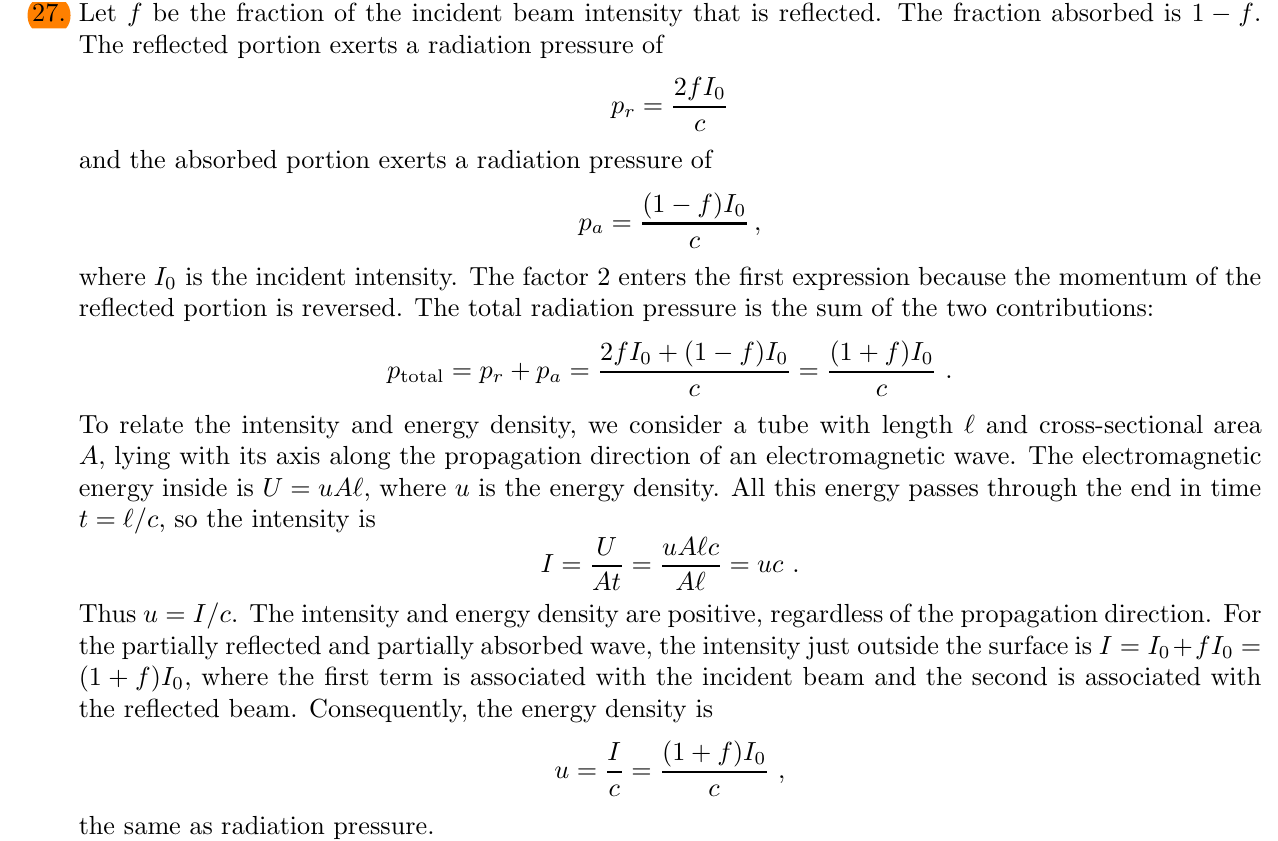 27. Let f be the fraction of the incident beam intensity that is reflected. The fraction absorbed is 1 − f.
The reflected portion exerts a radiation pressure of
p_r = \frac{2fI_0}{c}
and the absorbed portion exerts a radiation pressure of
p_a = \frac{(1 − f)I_0}{c} ,
where I_0 is the incident intensity. The factor 2 enters the first expression because the momentum of the
reflected portion is reversed. The total radiation pressure is the sum of the two contributions:
p_{total} = p_r + p_a = \frac{2fI_0 + (1 − f)I_0}{c} = \frac{(1 + f)I_0}{c} .
To relate the intensity and energy density, we consider a tube with length ℓ and cross-sectional area
A, lying with its axis along the propagation direction of an electromagnetic wave. The electromagnetic
energy inside is U = uAℓ, where u is the energy density. All this energy passes through the end in time
t = ℓ/c, so the intensity is
I = \frac{U}{At} = \frac{uAℓc}{Aℓ} = uc .
Thus u = I/c. The intensity and energy density are positive, regardless of the propagation direction. For
the partially reflected and partially absorbed wave, the intensity just outside the surface is I = I_0 + fI_0 =
(1 + f)I_0, where the first term is associated with the incident beam and the second is associated with
the reflected beam. Consequently, the energy density is
u = \frac{I}{c} = \frac{(1 + f)I_0}{c} ,
the same as radiation pressure.